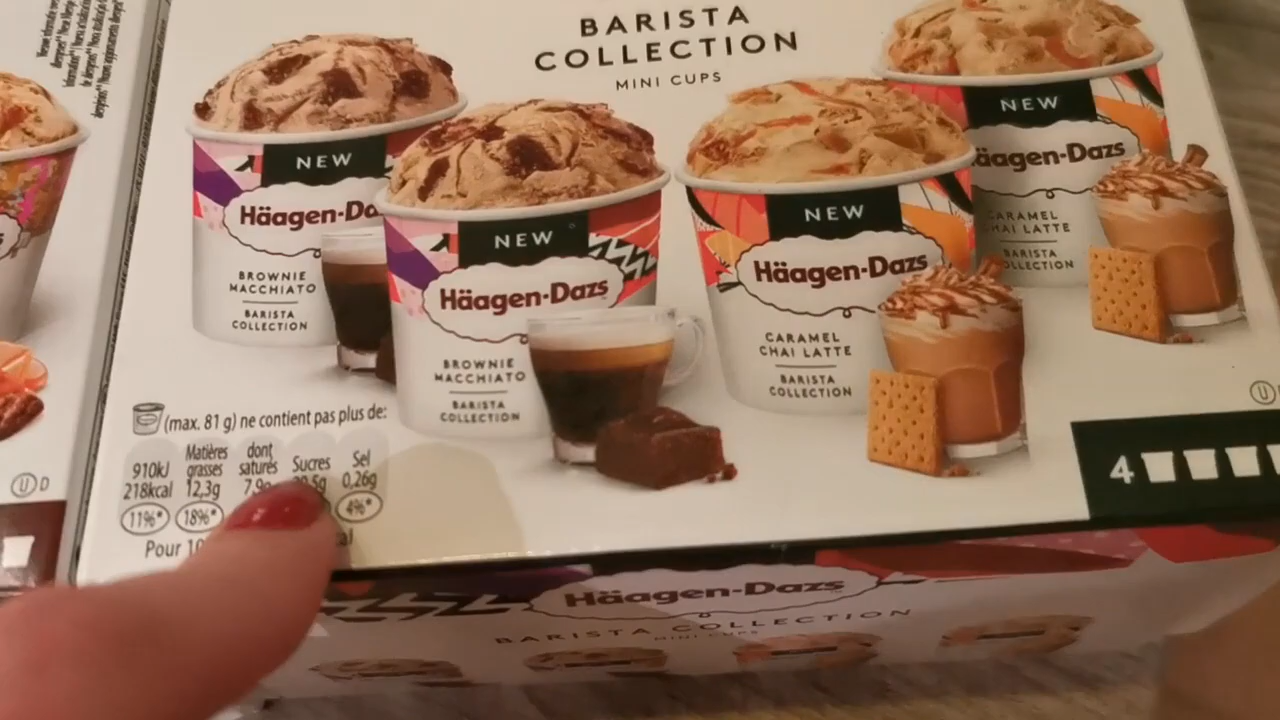 BARISTA
COLLECTION
MINI CUPS
NEW
Häagen-Da
BROWNIE
MACCHIATO
BARISTA
COLLECTION
NEW
Häagen-Dazs
BROWNIE
MACCHIATO
BARISTA
COLLECTION
NEW
Häagen-Dazs
CARAMEL
CHAI LATTE
BARISTA
COLLECTION
NEW
äagen-Dazs
CARAMEL
CHAI LATTE
BARISTA
COLLECTION
(max. 81 g) ne contient pas plus de:
Matières dont
910kJ grasses saturés Sucres Sel
218kcal 12,3g 0,26g
11%* 18%* 4%*
Pour
4
U D
U
Häagen-Dazs
BARISTA COLLECTION
MINI CUPS